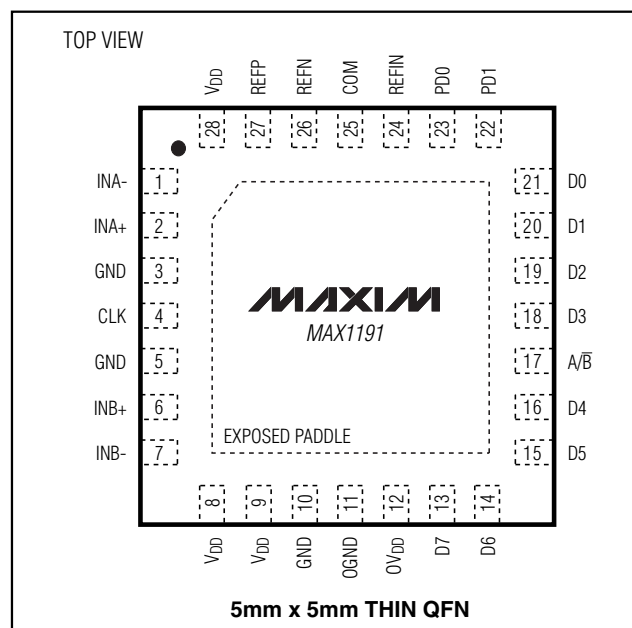 TOP VIEW
VDD
REFP
REFN
COM
REFIN
PD0
PD1
28
27
26
25
24
23
22
INA- 1
INA+ 2
GND 3
CLK 4
GND 5
INB+ 6
INB- 7
21 D0
20 D1
19 D2
18 D3
17 A/B̅
16 D4
15 D5
MAXIM
MAX1191
EXPOSED PADDLE
8
9
10
11
12
13
14
VDD
VDD
GND
OGND
OVDD
D7
D6
5mm x 5mm THIN QFN